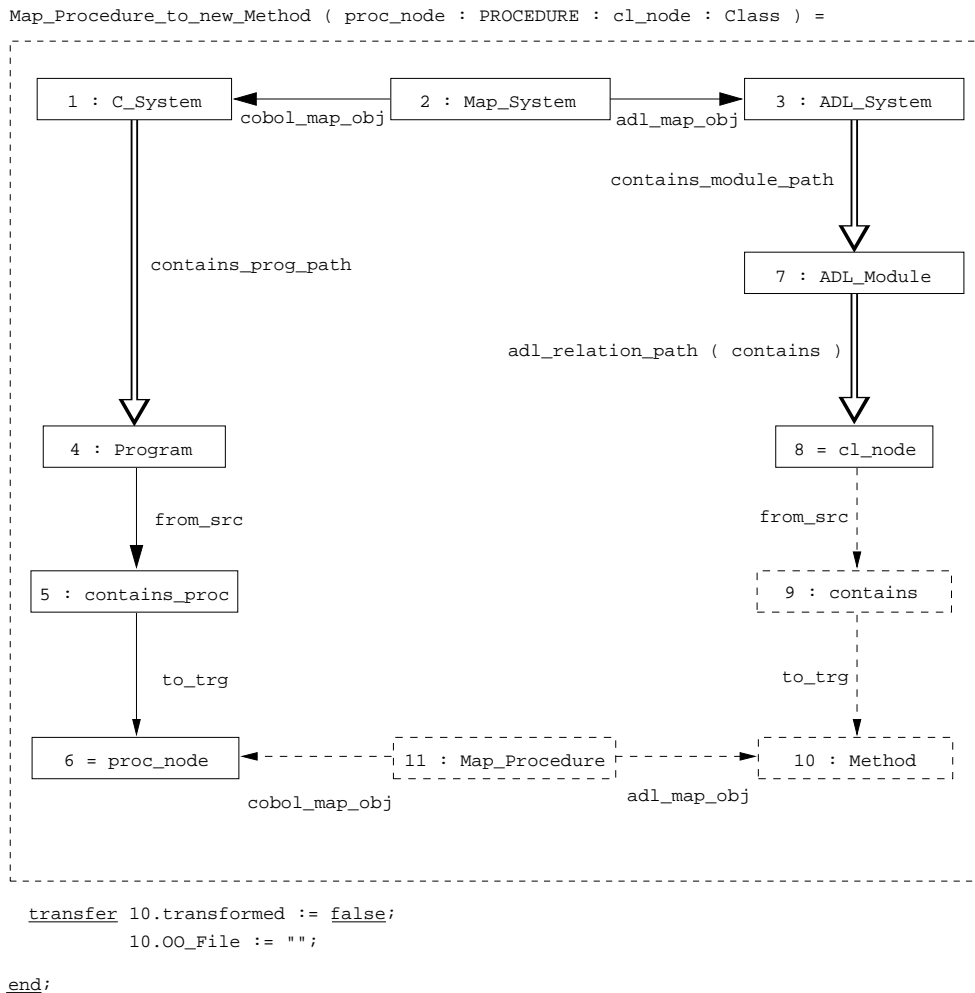 Map_Procedure_to_new_Method ( proc_node : PROCEDURE : cl_node : Class ) =
1 : C_System
2 : Map_System
3 : ADL_System
cobol_map_obj
adl_map_obj
contains_module_path
contains_prog_path
7 : ADL_Module
adl_relation_path ( contains )
4 : Program
8 = cl_node
from_src
from_src
5 : contains_proc
9 : contains
to_trg
to_trg
6 = proc_node
11 : Map_Procedure
10 : Method
cobol_map_obj
adl_map_obj
transfer 10.transformed := false;
10.OO_File := "";
end;